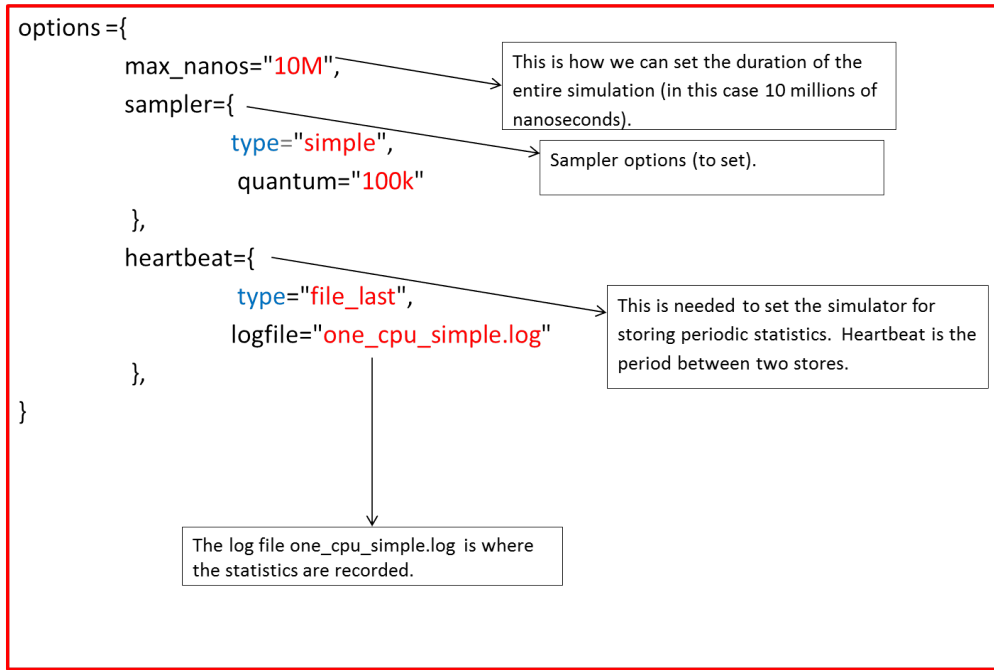 options ={
max_nanos="10M",
This is how we can set the duration of the
entire simulation (in this case 10 millions of
nanoseconds).
sampler={
Sampler options (to set).
type="simple",
quantum="100k"
},
heartbeat={
This is needed to set the simulator for
storing periodic statistics. Heartbeat is the
period between two stores.
type="file_last",
logfile="one_cpu_simple.log"
},
}
The log file one_cpu_simple.log is where
the statistics are recorded.